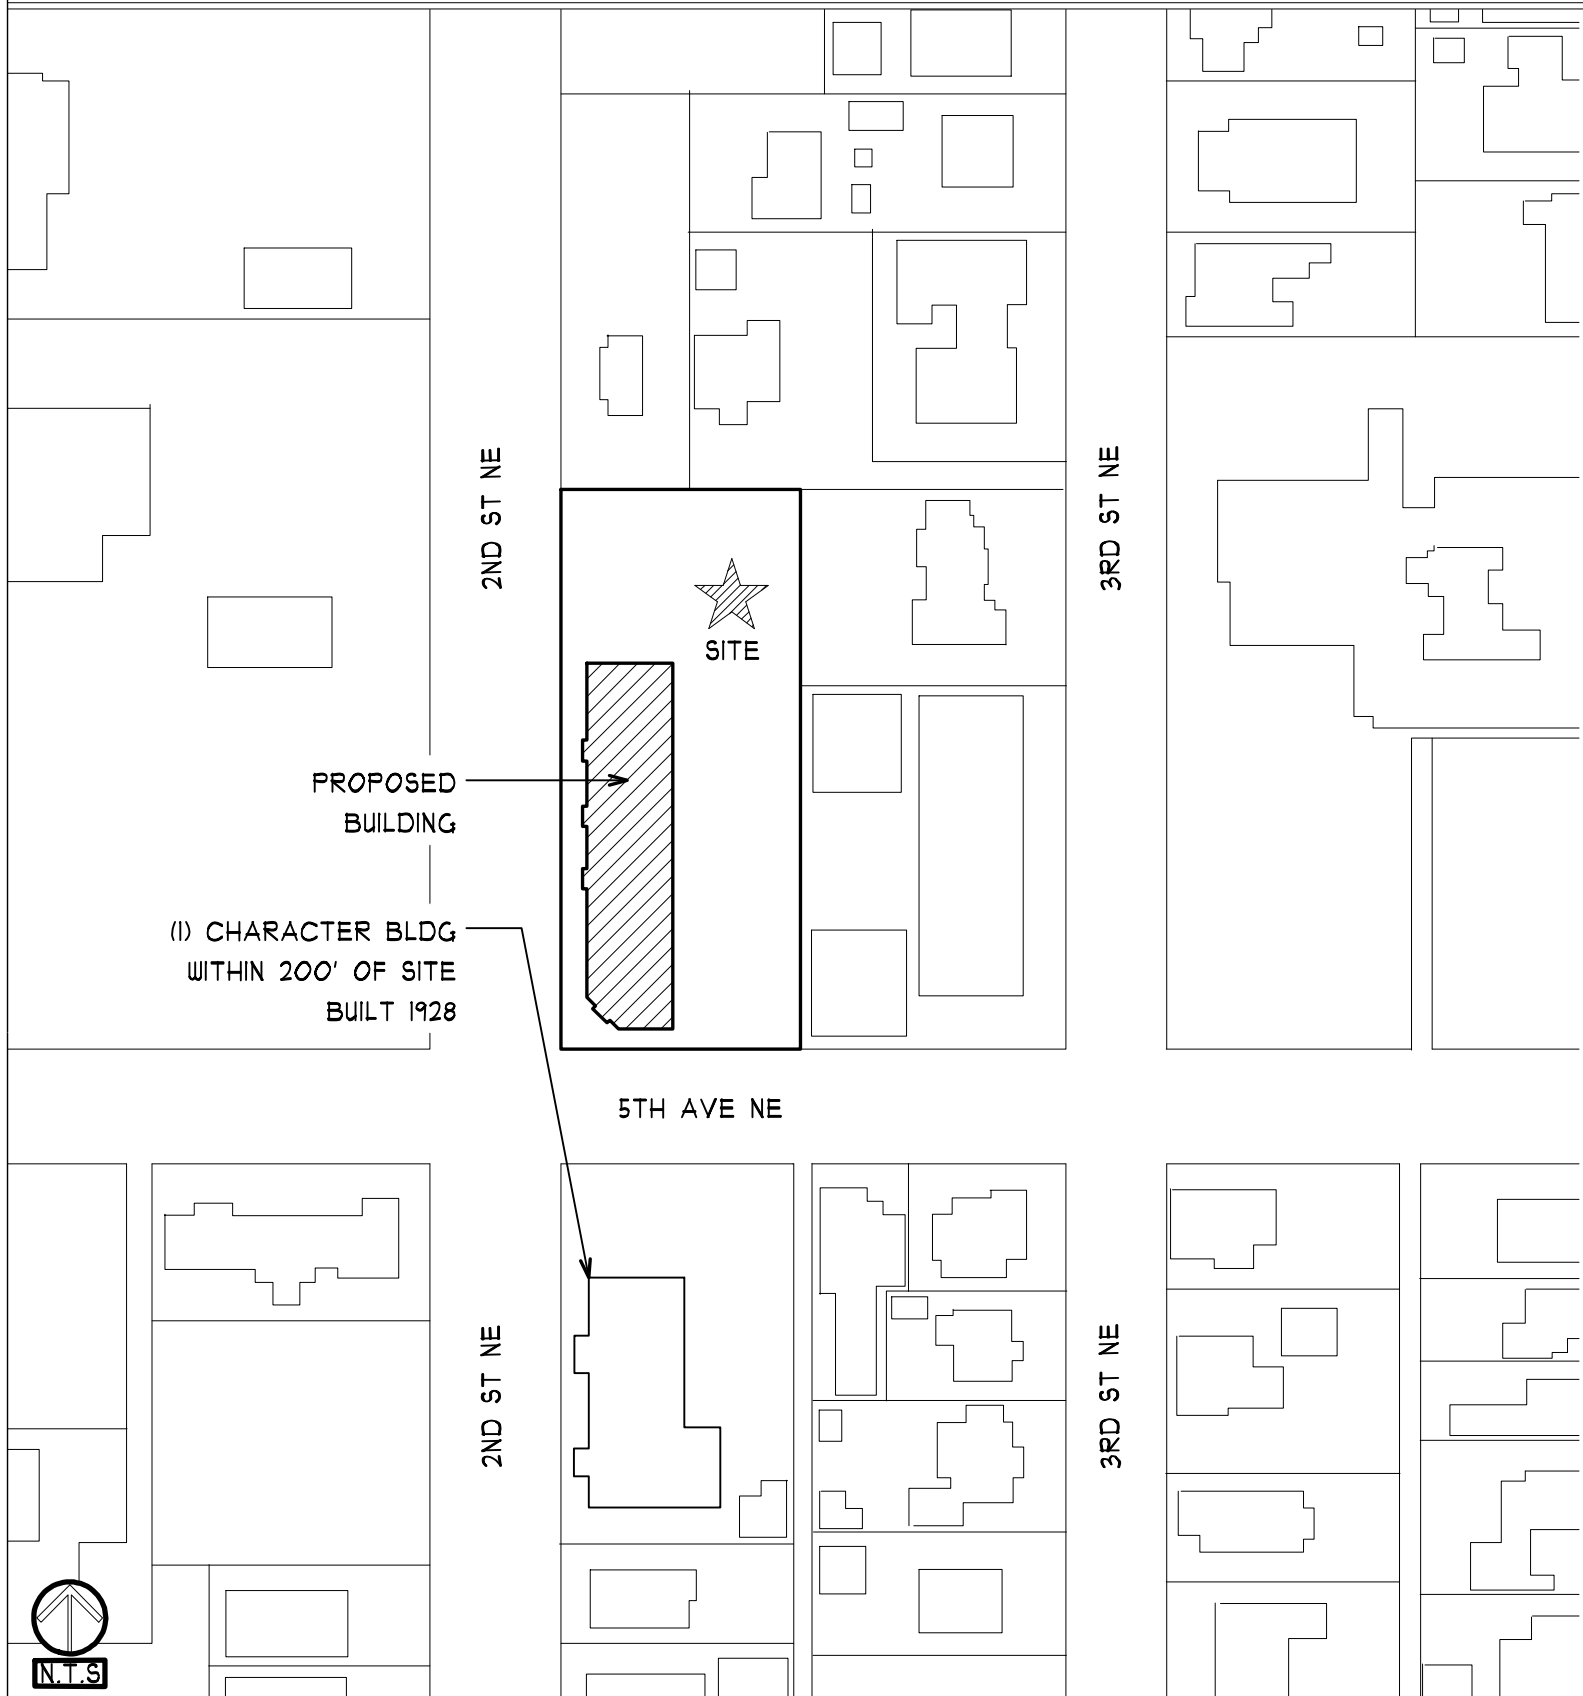 2ND ST NE
3RD ST NE
SITE
PROPOSED
BUILDING
(1) CHARACTER BLDG
WITHIN 200' OF SITE
BUILT 1928
5TH AVE NE
2ND ST NE
3RD ST NE
N.T.S